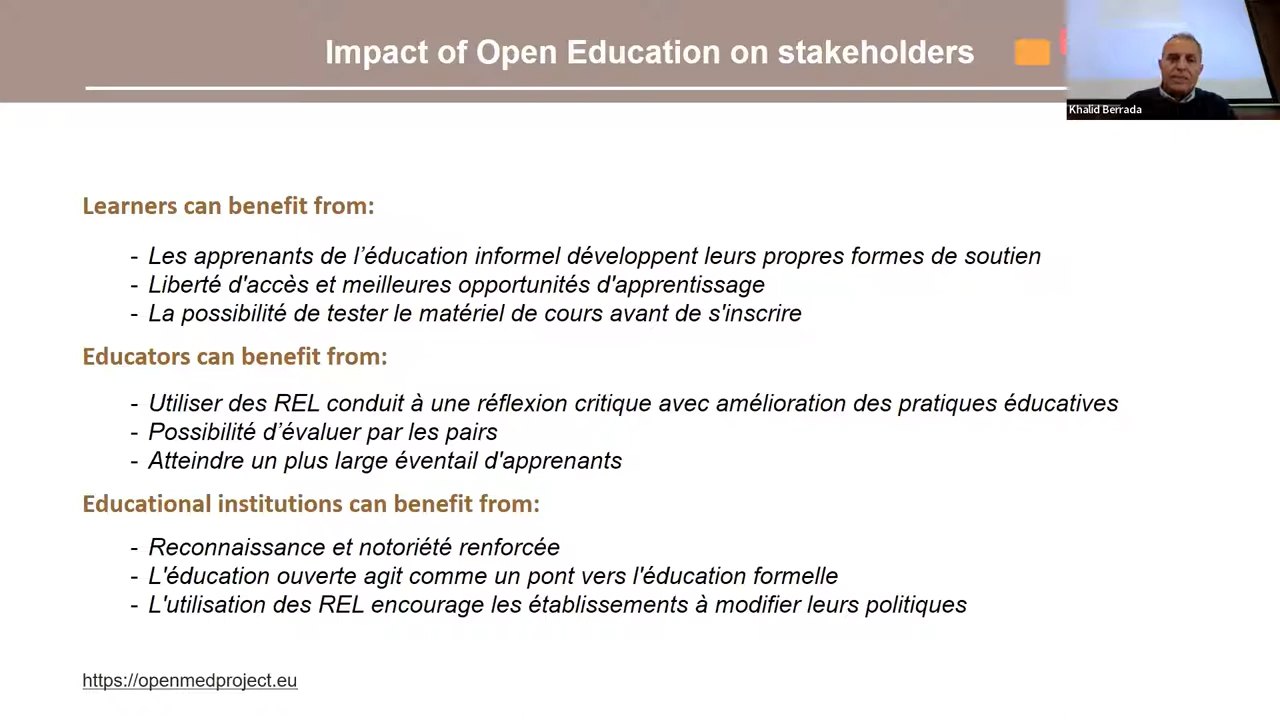 Impact of Open Education on stakeholders
Khalid Berrada
Learners can benefit from:
- Les apprenants de l’éducation informel développent leurs propres formes de soutien
- Liberté d'accès et meilleures opportunités d'apprentissage
- La possibilité de tester le matériel de cours avant de s'inscrire
Educators can benefit from:
- Utiliser des REL conduit à une réflexion critique avec amélioration des pratiques éducatives
- Possibilité d’évaluer par les pairs
- Atteindre un plus large éventail d'apprenants
Educational institutions can benefit from:
- Reconnaissance et notoriété renforcée
- L'éducation ouverte agit comme un pont vers l'éducation formelle
- L'utilisation des REL encourage les établissements à modifier leurs politiques
https://openmedproject.eu